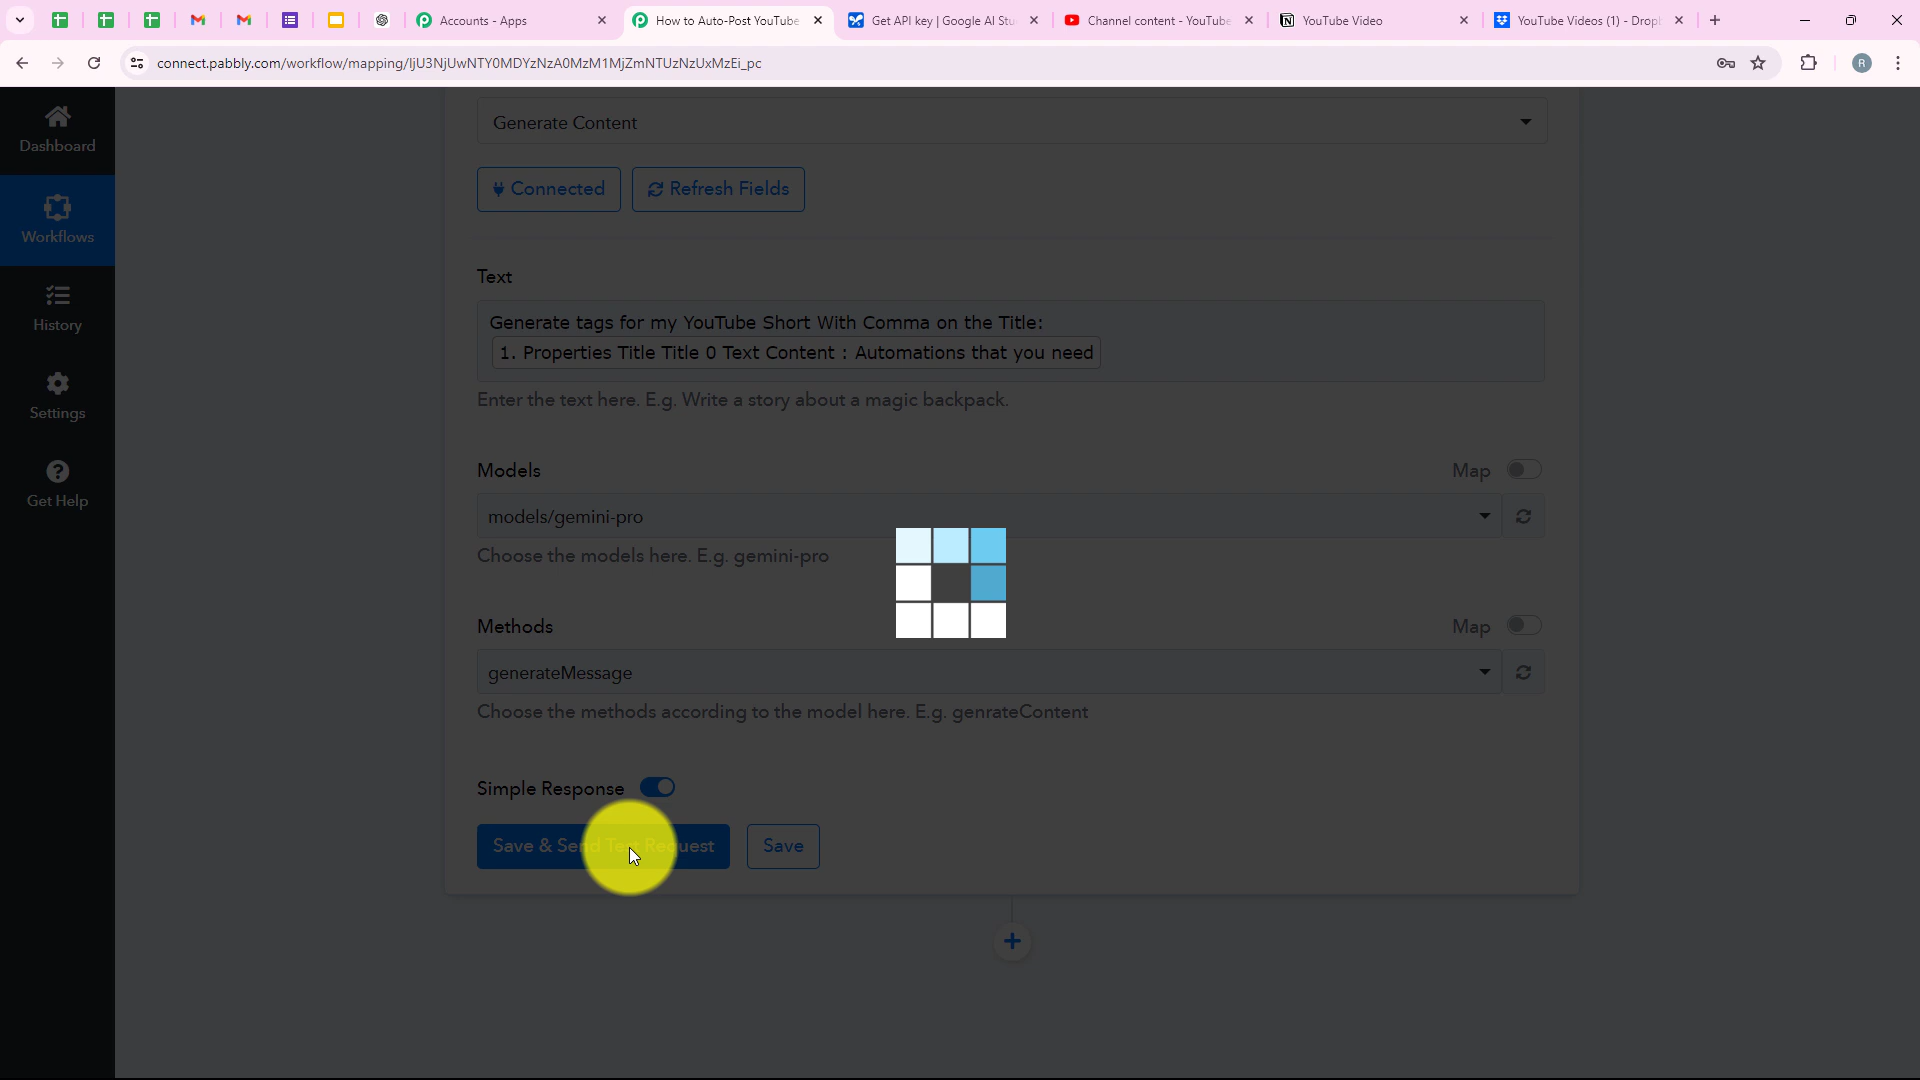 Accounts - Apps
How to Auto-Post YouTube
Get API key | Google AI Stu
Channel content - YouTube
YouTube Video
YouTube Videos (1) - Dropb
connect.pabbly.com/workflow/mapping/IjU3NjUwNTY0MDYzNzA0MzM1MjZmNTUzNzUxMzEi_pc
R
Dashboard
Workflows
History
Settings
Get Help
Generate Content
Connected
Refresh Fields
Text
Generate tags for my YouTube Short With Comma on the Title:
1. Properties Title Title 0 Text Content : Automations that you need
Enter the text here. E.g. Write a story about a magic backpack.
Models
Map
models/gemini-pro
Choose the models here. E.g. gemini-pro
Methods
Map
generateMessage
Choose the methods according to the model here. E.g. genrateContent
Simple Response
Save & Send Test Request
Save